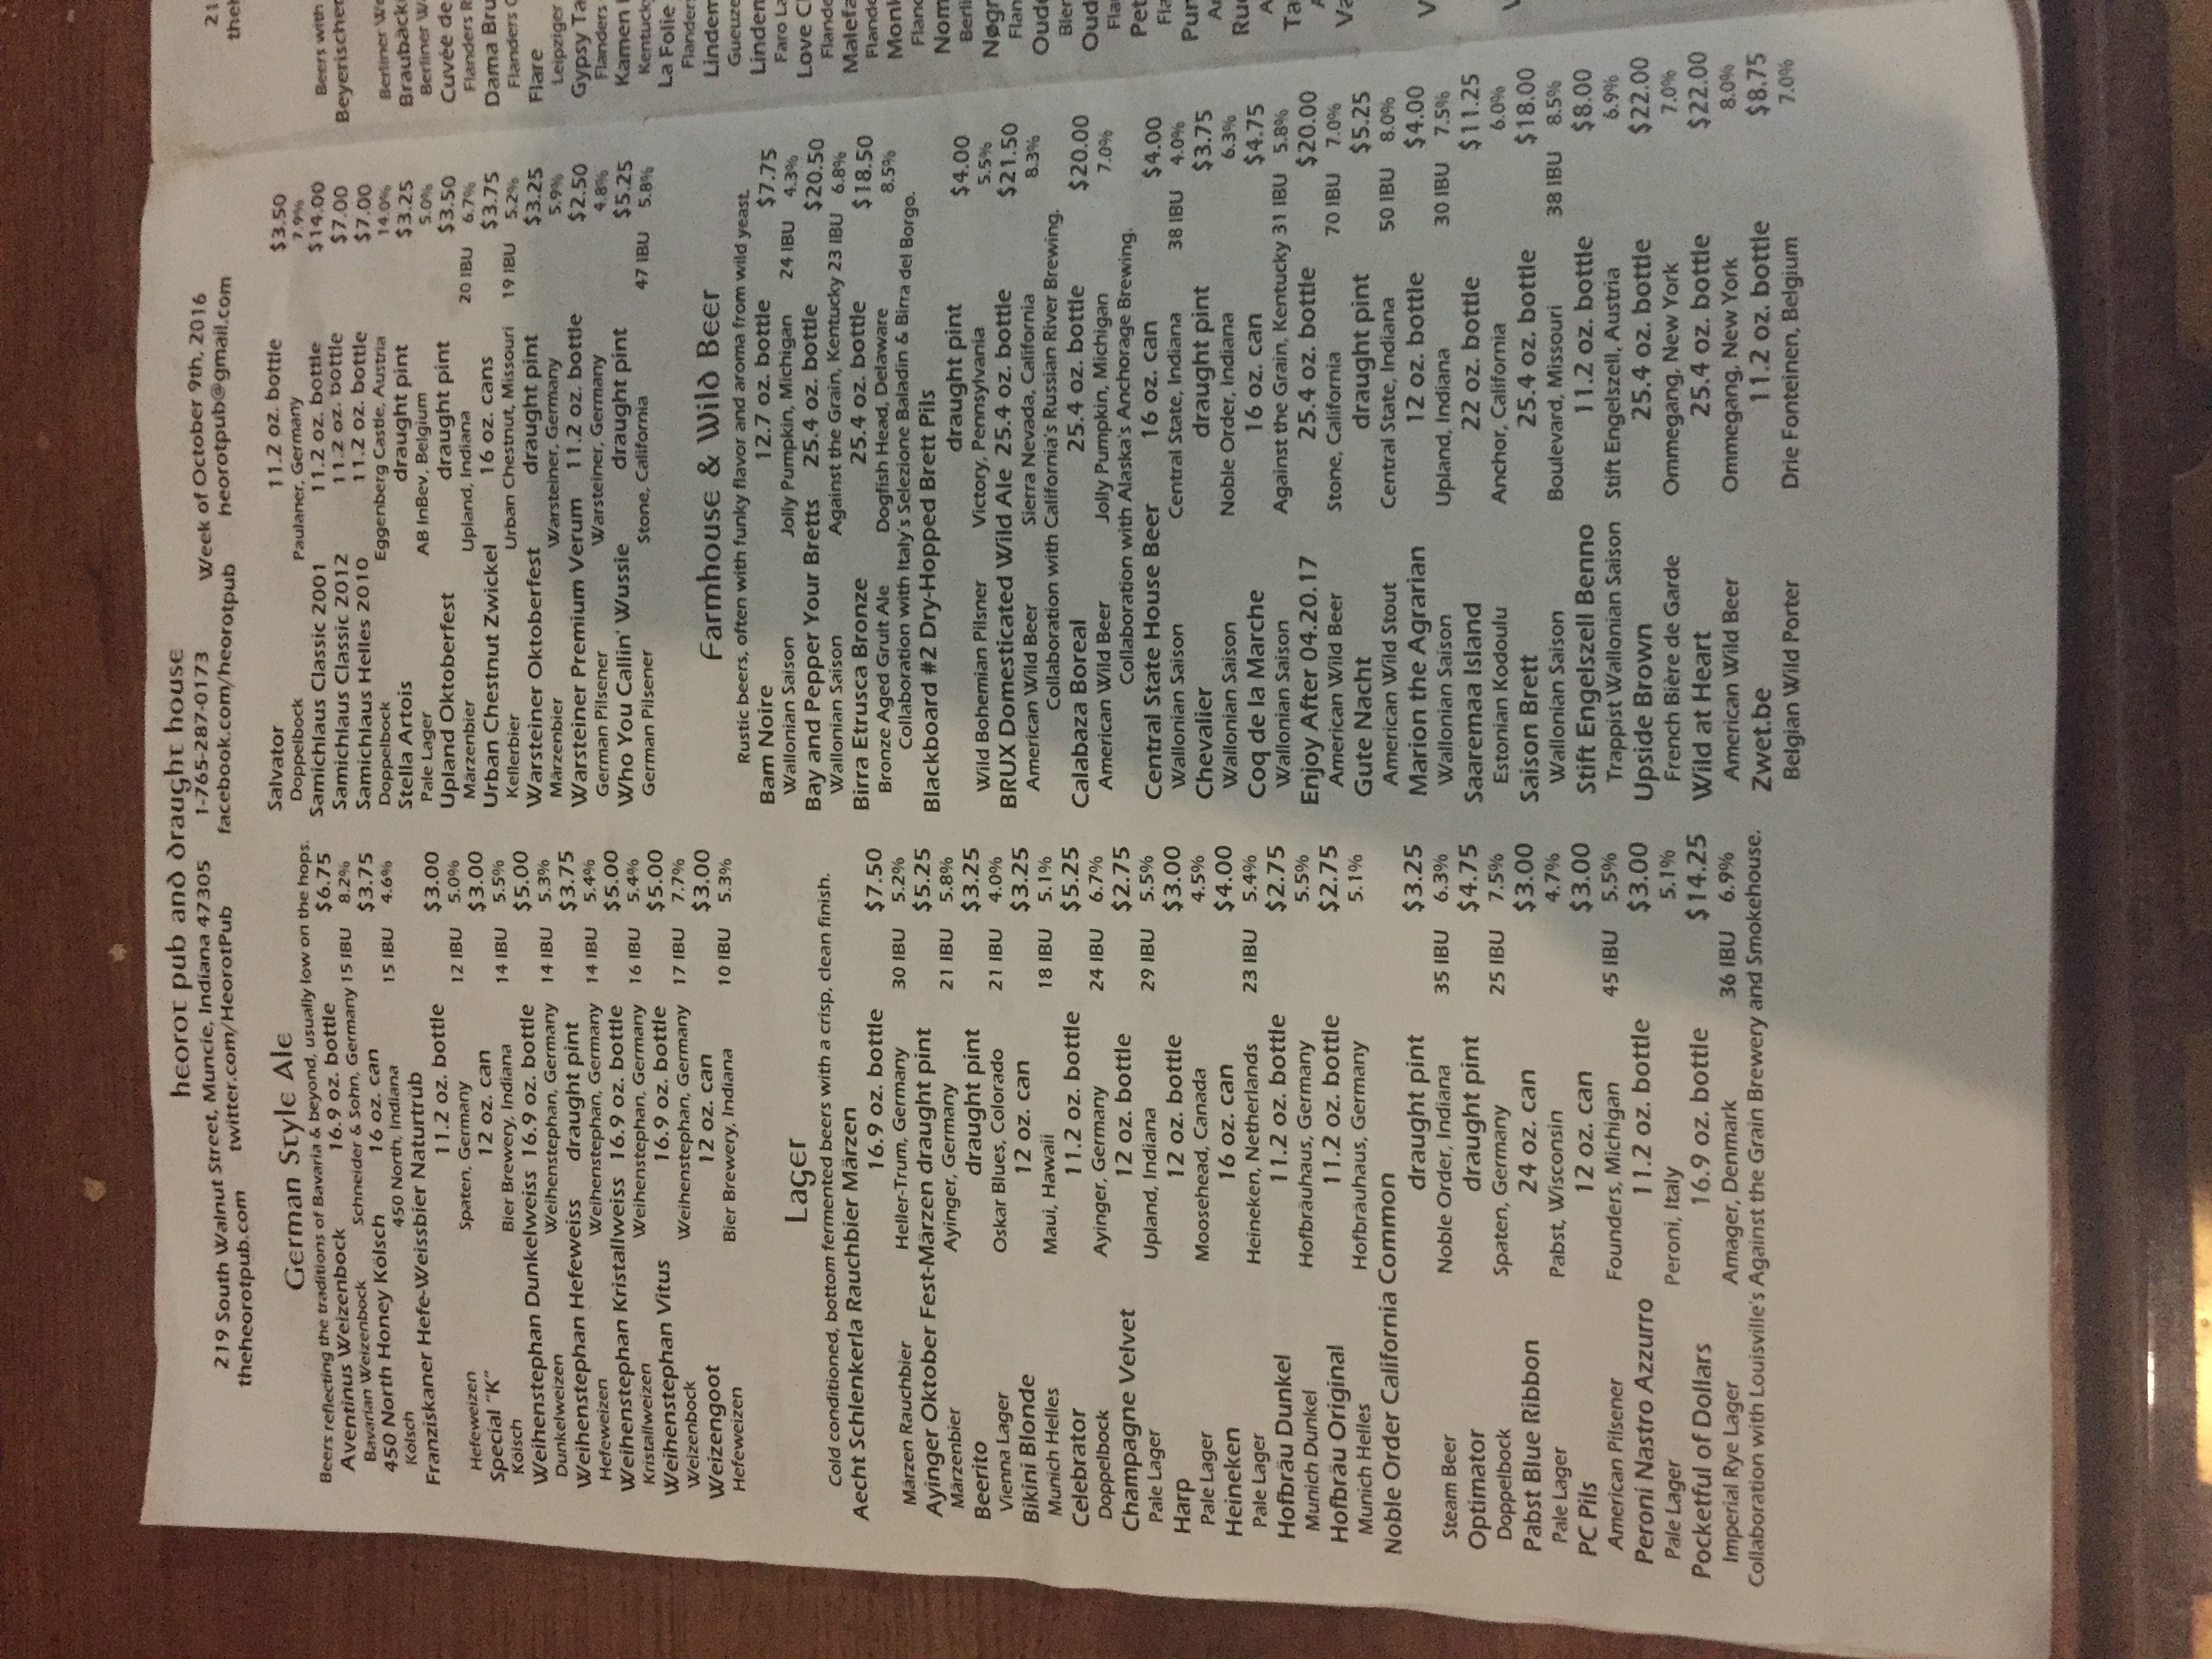 heorot pub and draught house
219 South Walnut Street, Muncie, Indiana 47305 1-765-287-0173 Week of October 9th, 2016
theheorotpub.com twitter.com/HeorotPub facebook.com/heorotpub heorotpub@gmail.com
German Style Ale
Beers reflecting the traditions of Bavaria & beyond, usually low on the hops.
Aventinus Weizenbock 16.9 oz. bottle $6.75
Bavarian Weizenbock Schneider & Sohn, Germany 15 IBU 8.2%
450 North Honey Kölsch 16 oz. can $3.75
Kölsch 450 North, Indiana 15 IBU 4.6%
Franziskaner Hefe-Weissbier Naturtrüb
11.2 oz. bottle $3.00
Hefeweizen Spaten, Germany 12 IBU 5.0%
Special "K" 12 oz. can $3.00
Kölsch Bier Brewery, Indiana 14 IBU 5.5%
Weihenstephan Dunkelweiss 16.9 oz. bottle $5.00
Dunkelweizen Weihenstephan, Germany 14 IBU 5.3%
Weihenstephan Hefeweiss draught pint $3.75
Hefeweizen Weihenstephan, Germany 14 IBU 5.4%
Weihenstephan Kristallweiss 16.9 oz. bottle $5.00
Kristallweizen Weihenstephan, Germany 16 IBU 5.4%
Weihenstephan Vitus 16.9 oz. bottle $5.00
Weizenbock Weihenstephan, Germany 17 IBU 7.7%
Weizengoot 12 oz. can $3.00
Hefeweizen Bier Brewery, Indiana 10 IBU 5.3%
Lager
Cold conditioned, bottom fermented beers with a crisp, clean finish.
Aecht Schlenkerla Rauchbier Märzen
16.9 oz. bottle $7.50
Märzen Rauchbier Heller-Trum, Germany 30 IBU 5.2%
Ayinger Oktober Fest-Märzen draught pint $5.25
Märzenbier Ayinger, Germany 21 IBU 5.8%
Beerito draught pint $3.25
Vienna Lager Oskar Blues, Colorado 21 IBU 4.0%
Bikini Blonde 12 oz. can $3.25
Munich Helles Maui, Hawaii 18 IBU 5.1%
Celebrator 11.2 oz. bottle $5.25
Doppelbock Ayinger, Germany 24 IBU 6.7%
Champagne Velvet 12 oz. bottle $2.75
Pale Lager Upland, Indiana 29 IBU 5.5%
Harp 12 oz. bottle $3.00
Pale Lager Moosehead, Canada 4.5%
Heineken 16 oz. can $4.00
Pale Lager Heineken, Netherlands 23 IBU 5.4%
Hofbräu Dunkel 11.2 oz. bottle $2.75
Munich Dunkel Hofbräuhaus, Germany 5.5%
Hofbräu Original 11.2 oz. bottle $2.75
Munich Helles Hofbräuhaus, Germany 5.1%
Noble Order California Common
draught pint $3.25
Steam Beer Noble Order, Indiana 35 IBU 6.3%
Optimator draught pint $4.75
Doppelbock Spaten, Germany 25 IBU 7.5%
Pabst Blue Ribbon 24 oz. can $3.00
Pale Lager Pabst, Wisconsin 4.7%
PC Pils 12 oz. can $3.00
American Pilsener Founders, Michigan 45 IBU 5.5%
Peroni Nastro Azzurro 11.2 oz. bottle $3.00
Pale Lager Peroni, Italy 5.1%
Pocketful of Dollars 16.9 oz. bottle $14.25
Imperial Rye Lager Amager, Denmark 36 IBU 6.9%
Collaboration with Louisville's Against the Grain Brewery and Smokehouse.
Salvator 11.2 oz. bottle $3.50
Doppelbock Paulaner, Germany 7.9%
Samichlaus Classic 2001 11.2 oz. bottle $14.00
Samichlaus Classic 2012 11.2 oz. bottle $7.00
Samichlaus Helles 2010 11.2 oz. bottle $7.00
Doppelbock Eggenberg Castle, Austria 14.0%
Stella Artois draught pint $3.25
Pale Lager AB InBev, Belgium 5.0%
Upland Oktoberfest draught pint $3.50
Märzenbier Upland, Indiana 20 IBU 6.7%
Urban Chestnut Zwickel 16 oz. cans $3.75
Kellerbier Urban Chestnut, Missouri 19 IBU 5.2%
Warsteiner Oktoberfest draught pint $3.25
Märzenbier Warsteiner, Germany 5.9%
Warsteiner Premium Verum 11.2 oz. bottle $2.50
German Pilsener Warsteiner, Germany 4.8%
Who You Callin' Wussie draught pint $5.25
German Pilsener Stone, California 47 IBU 5.8%
Farmhouse & Wild Beer
Rustic beers, often with funky flavor and aroma from wild yeast.
Bam Noire 12.7 oz. bottle $7.75
Wallonian Saison Jolly Pumpkin, Michigan 24 IBU 4.3%
Bay and Pepper Your Bretts 25.4 oz. bottle $20.50
Wallonian Saison Against the Grain, Kentucky 23 IBU 6.8%
Birra Etrusca Bronze 25.4 oz. bottle $18.50
Bronze Aged Gruit Ale Dogfish Head, Delaware 8.5%
Collaboration with Italy's Selezione Baladin & Birra del Borgo.
Blackboard #2 Dry-Hopped Brett Pils
draught pint $4.00
Wild Bohemian Pilsner Victory, Pennsylvania 5.5%
BRUX Domesticated Wild Ale 25.4 oz. bottle $21.50
American Wild Beer Sierra Nevada, California 8.3%
Collaboration with California's Russian River Brewing.
Calabaza Boreal 25.4 oz. bottle $20.00
American Wild Beer Jolly Pumpkin, Michigan 7.0%
Collaboration with Alaska's Anchorage Brewing.
Central State House Beer 16 oz. can $4.00
Wallonian Saison Central State, Indiana 38 IBU 4.0%
Chevalier draught pint $3.75
Wallonian Saison Noble Order, Indiana 6.3%
Coq de la Marche 16 oz. can $4.75
Wallonian Saison Against the Grain, Kentucky 31 IBU 5.8%
Enjoy After 04.20.17 25.4 oz. bottle $20.00
American Wild Beer Stone, California 70 IBU 7.0%
Gute Nacht draught pint $5.25
American Wild Stout Central State, Indiana 50 IBU 8.0%
Marion the Agrarian 12 oz. bottle $4.00
Wallonian Saison Upland, Indiana 30 IBU 7.5%
Saaremaa Island 22 oz. bottle $11.25
Estonian Kodoulu Anchor, California 6.0%
Saison Brett 25.4 oz. bottle $18.00
Wallonian Saison Boulevard, Missouri 38 IBU 8.5%
Stift Engelszell Benno 11.2 oz. bottle $8.00
Trappist Wallonian Saison Stift Engelszell, Austria 6.9%
Upside Brown 25.4 oz. bottle $22.00
French Bière de Garde Ommegang, New York 7.0%
Wild at Heart 25.4 oz. bottle $22.00
American Wild Beer Ommegang, New York 8.0%
Zwet.be 11.2 oz. bottle $8.75
Belgian Wild Porter Drie Fonteinen, Belgium 7.0%
21
Beers with
Beyerischer
Berliner
Berliner
Cuvée de
Flanders
Dama
Flanders
Flare
Leipziger
Gypsy
Flanders
Kamen
La Folie
Faro
Love